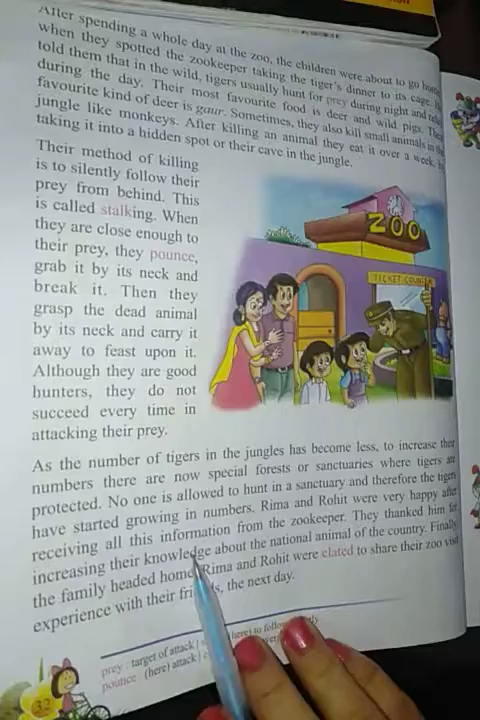 After spending a whole day at the zoo, the children were about to go home
when they spotted the zookeeper taking the tiger's dinner to its cage.
told them that in the wild, tigers usually hunt for prey during night and
during the day. Their most favourite food is deer and wild pigs. Their
favourite kind of deer is gaur. Sometimes, they also kill small animals in the
jungle like monkeys. After killing an animal they eat it over a week, by
taking it into a hidden spot or their cave in the jungle.
Their method of killing
is to silently follow their
prey from behind. This
is called stalking. When
they are close enough to
their prey, they pounce,
grab it by its neck and
break it. Then they
grasp the dead animal
by its neck and carry it
away to feast upon it.
Although they are good
hunters, they do not
succeed every time in
attacking their prey.
ZOO
TICKET COUNTER
As the number of tigers in the jungles has become less, to increase their
numbers there are now special forests or sanctuaries where tigers are
protected. No one is allowed to hunt in a sanctuary and therefore the tigers
have started growing in numbers. Rima and Rohit were very happy after
receiving all this information from the zookeeper. They thanked him for
increasing their knowledge about the national animal of the country. Finally
the family headed home. Rima and Rohit were elated to share their zoo visit
experience with their friends, the next day.
prey : target of attack (here) to follow
pounce : (here) attack
32